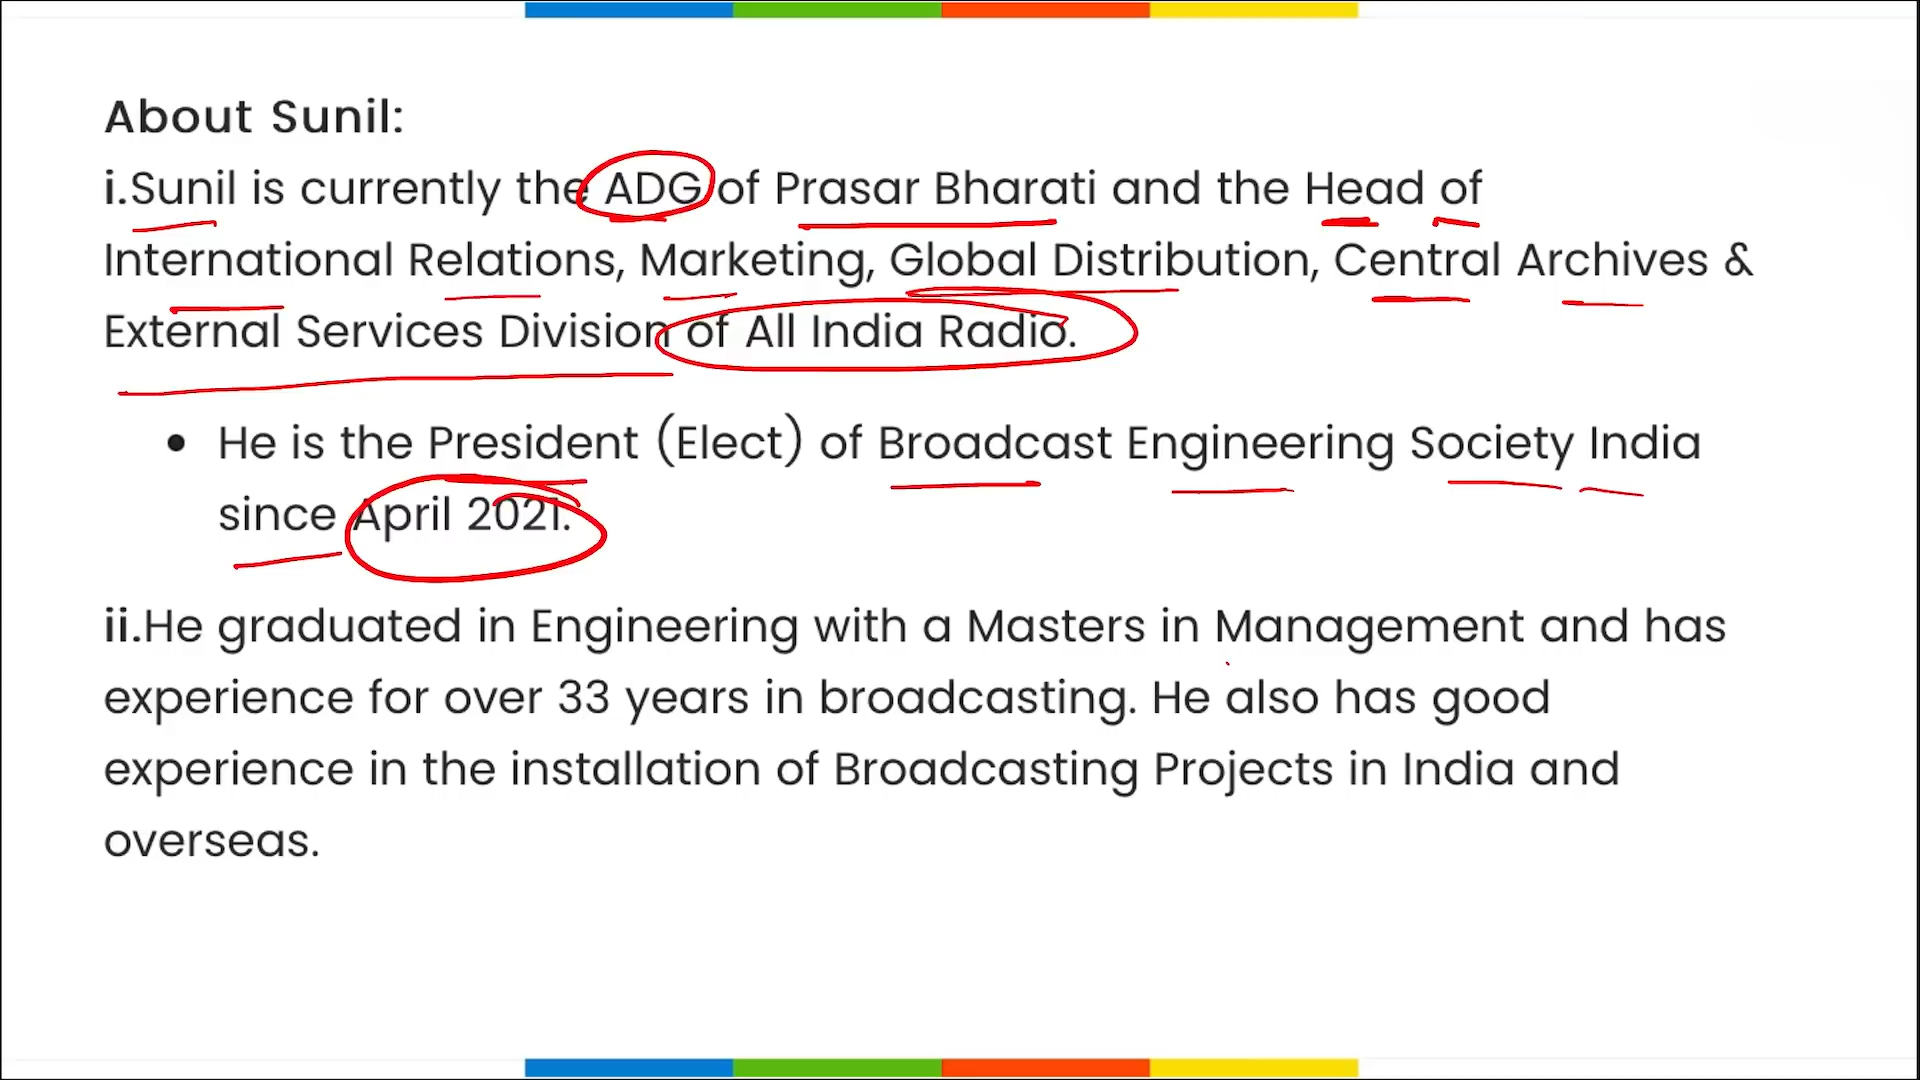 About Sunil:
i.Sunil is currently the ADG of Prasar Bharati and the Head of
International Relations, Marketing, Global Distribution, Central Archives &
External Services Division of All India Radio.
• He is the President (Elect) of Broadcast Engineering Society India
since April 2021.
ii.He graduated in Engineering with a Masters in Management and has
experience for over 33 years in broadcasting. He also has good
experience in the installation of Broadcasting Projects in India and
overseas.